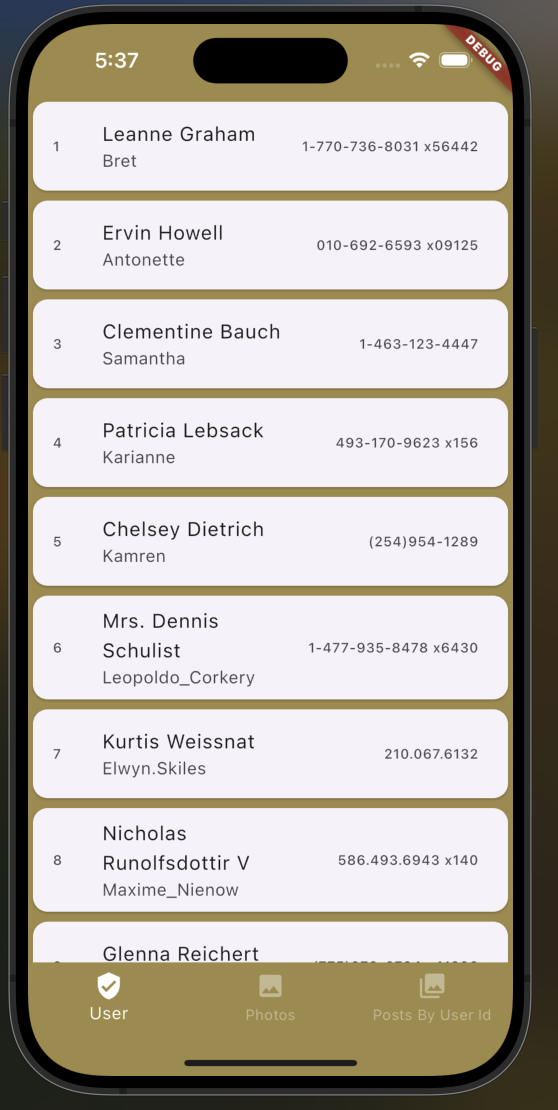 5:37
DEBUG
1
Leanne Graham
Bret
1-770-736-8031 x56442
2
Ervin Howell
Antonette
010-692-6593 x09125
3
Clementine Bauch
Samantha
1-463-123-4447
4
Patricia Lebsack
Karianne
493-170-9623 x156
5
Chelsey Dietrich
Kamren
(254)954-1289
6
Mrs. Dennis
Schulist
Leopoldo_Corkery
1-477-935-8478 x6430
7
Kurtis Weissnat
Elwyn.Skiles
210.067.6132
8
Nicholas
Runolfsdottir V
Maxime_Nienow
586.493.6943 x140
Glenna Reichert
User
Photos
Posts By User Id